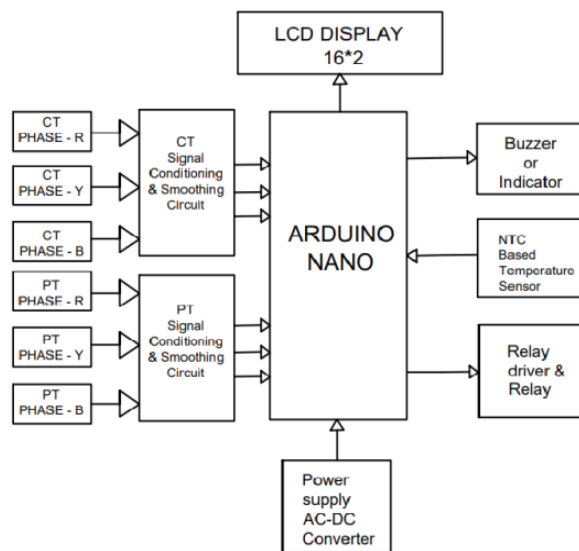 LCD DISPLAY
16*2
CT
PHASE - R
CT
PHASE - Y
CT
PHASE - B
PT
PHASE - R
PT
PHASE - Y
PT
PHASE - B
CT
Signal
Conditioning
& Smoothing
Circuit
PT
Signal
Conditioning
& Smoothing
Circuit
ARDUINO
NANO
Buzzer
or
Indicator
NTC
Based
Temperature
Sensor
Relay
driver &
Relay
Power
supply
AC-DC
Converter